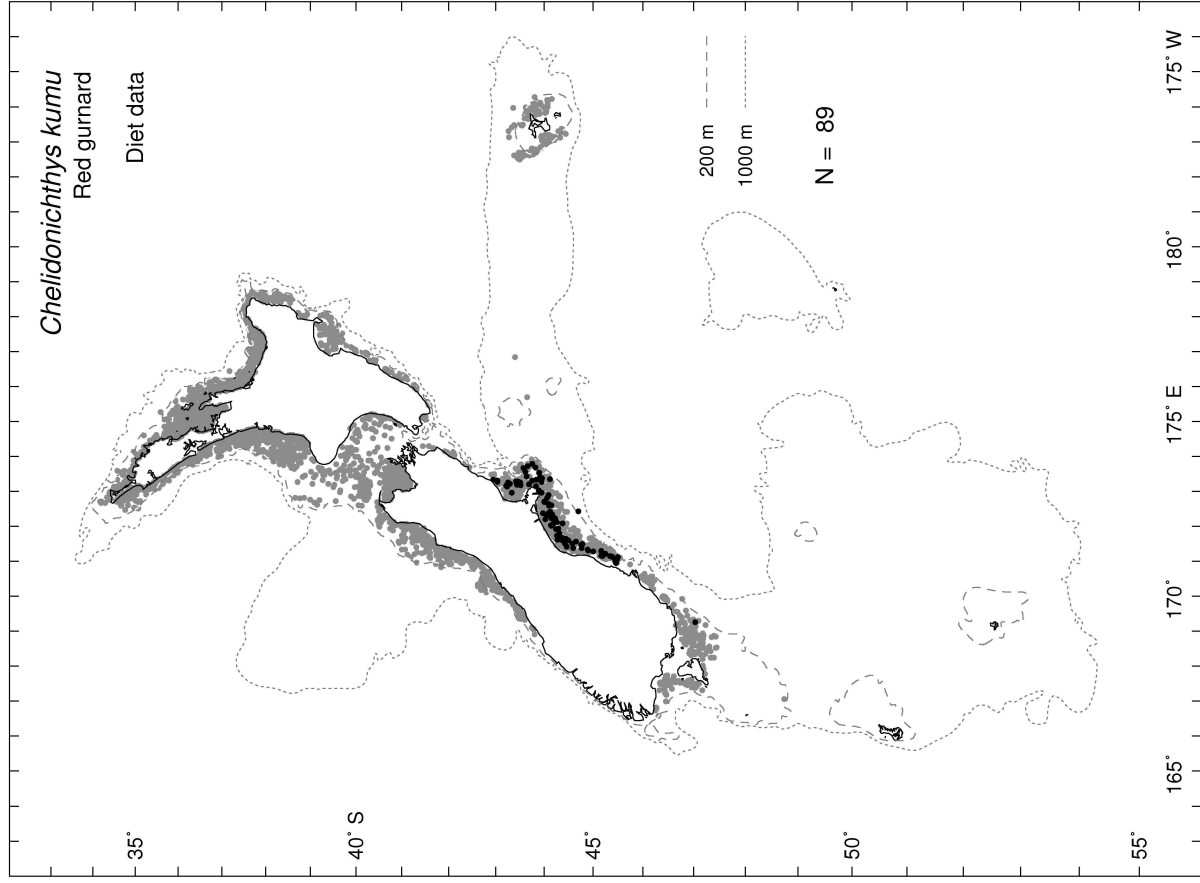 Chelidonichthys kumu
Red gurnard
Diet data
200 m
1000 m
N = 89
35°
40° S
45°
50°
55°
165°
170°
175° E
180°
175° W